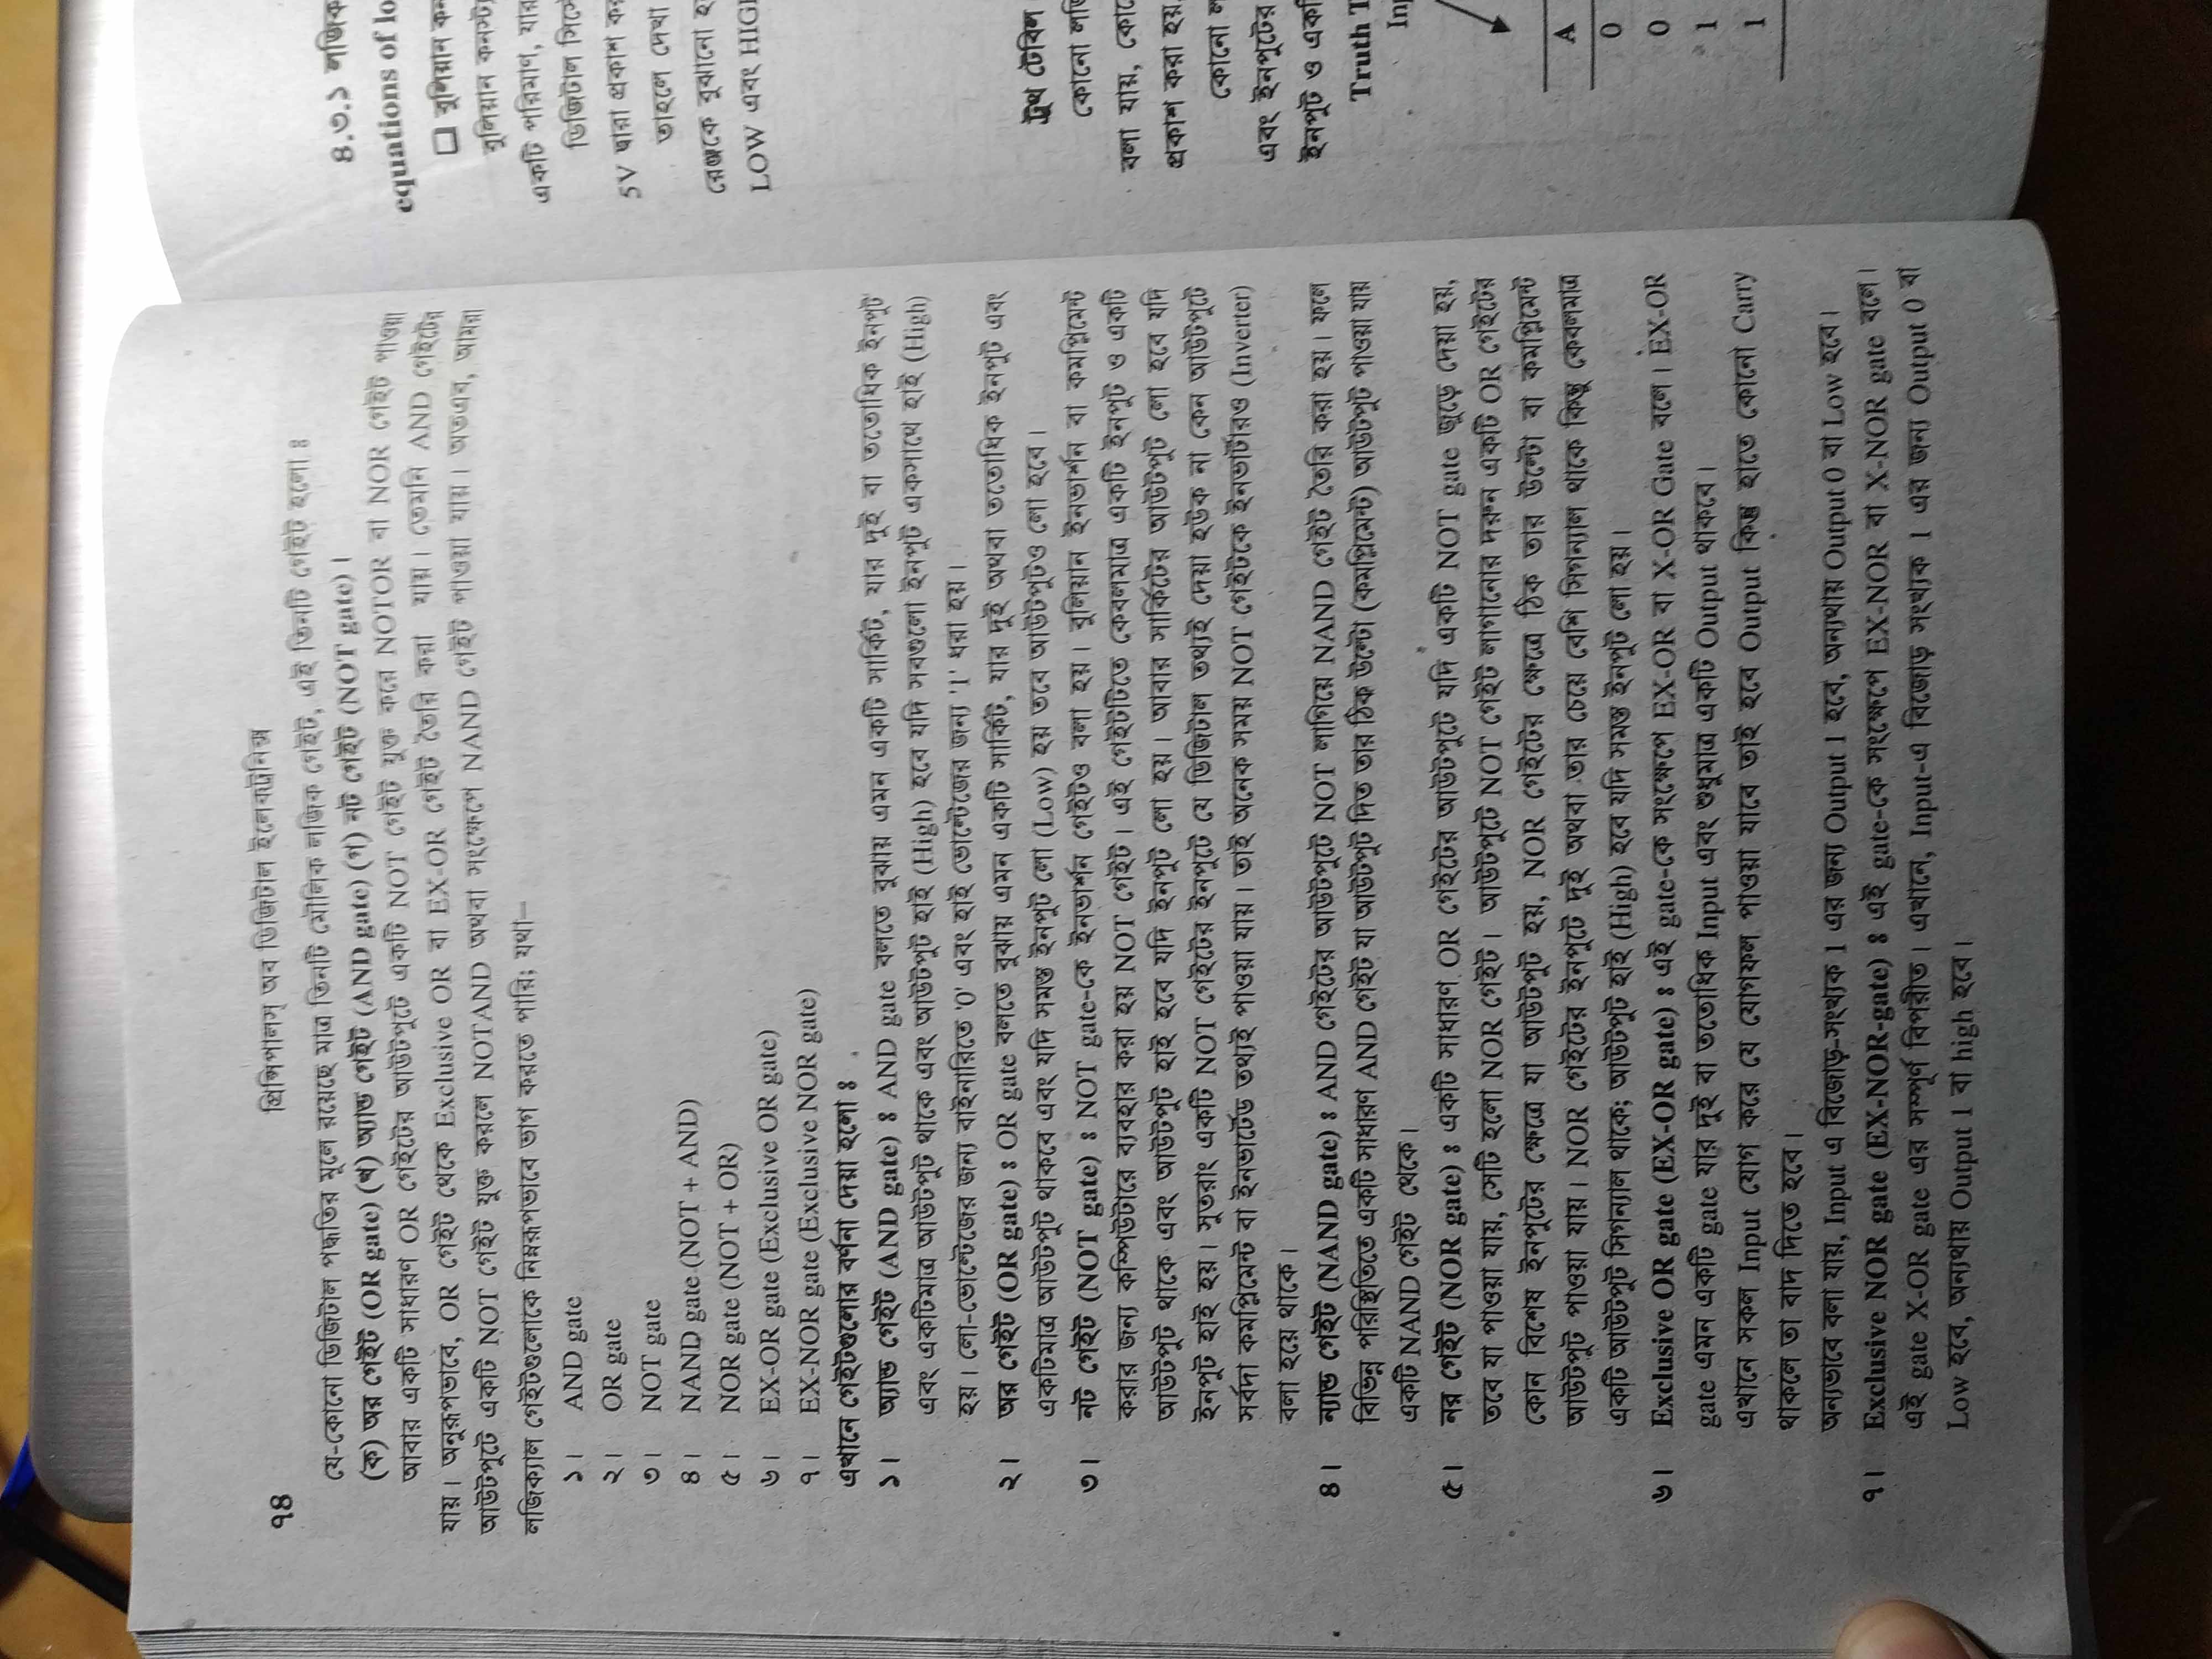 ৭৪
প্রিন্সিপালস্ অব ডিজিটাল ইলেকট্রনিক্স
যে-কোনো ডিজিটাল পদ্ধতির মূলে রয়েছে মাত্র তিনটি মৌলিক লজিক গেইট, এই তিনটি গেইট হলো ঃ
(ক) অর গেইট (OR gate) (খ) অ্যান্ড গেইট (AND gate) (গ) নট গেইট (NOT gate) ।
আবার একটি সাধারণ OR গেইটের আউটপুটে একটি NOT গেইট যুক্ত করে NOTOR বা NOR গেইট পাওয়া
যায়। অনুরূপভাবে, OR গেইট থেকে Exclusive OR বা EX-OR গেইট তৈরি করা যায়। তেমনি AND গেইটের
আউটপুটে একটি NOT গেইট যুক্ত করলে NOTAND অথবা সংক্ষেপে NAND গেইট পাওয়া যায়। অতএব, আমরা
লজিক্যাল গেইটগুলোকে নিম্নরূপভাবে ভাগ করতে পারি; যথা—
১। AND gate
২। OR gate
৩। NOT gate
৪। NAND gate (NOT + AND)
৫। NOR gate (NOT + OR)
৬। EX-OR gate (Exclusive OR gate)
৭। EX-NOR gate (Exclusive NOR gate)
এখানে গেইটগুলোর বর্ণনা দেয়া হলো ঃ
১। অ্যান্ড গেইট (AND gate) ঃ AND gate বলতে বুঝায় এমন একটি সার্কিট, যার দুই বা ততোধিক ইনপুট
এবং একটিমাত্র আউটপুট থাকে এবং আউটপুট হাই (High) হবে যদি সবগুলো ইনপুট একসাথে হাই (High)
হয়। লো-ভোল্টেজের জন্য বাইনারিতে '0' এবং হাই ভোল্টেজের জন্য '1' ধরা হয়।
২। অর গেইট (OR gate) ঃ OR gate বলতে বুঝায় এমন একটি সার্কিট, যার দুই অথবা ততোধিক ইনপুট এবং
একটিমাত্র আউটপুট থাকবে এবং যদি সমস্ত ইনপুট লো (Low) হয় তবে আউটপুটও লো হবে।
৩। নট গেইট (NOT gate) ঃ NOT gate-কে ইনভার্শন গেইটও বলা হয়। বুলিয়ান ইনভার্শন বা কমপ্লিমেন্ট
করার জন্য কম্পিউটারে ব্যবহার করা হয় NOT গেইট। এই গেইটটিতে কেবলমাত্র একটি ইনপুট ও একটি
আউটপুট থাকে এবং আউটপুট হাই হবে যদি ইনপুট লো হয়। আবার সার্কিটের আউটপুট লো হবে যদি
ইনপুট হাই হয়। সুতরাং একটি NOT গেইটের ইনপুটে যে ডিজিটাল তথ্যই দেয়া হউক না কেন আউটপুটে
সর্বদা কমপ্লিমেন্ট বা ইনভার্টেড তথ্যই পাওয়া যায়। তাই অনেক সময় NOT গেইটকে ইনভার্টারও (Inverter)
বলা হয়ে থাকে।
৪। ন্যান্ড গেইট (NAND gate) ঃ AND গেইটের আউটপুটে NOT লাগিয়ে NAND গেইট তৈরি করা হয়। ফলে
বিভিন্ন পরিস্থিতিতে একটি সাধারণ AND গেইট যা আউটপুট দিত তার ঠিক উল্টো (কমপ্লিমেন্ট) আউটপুট পাওয়া যায়
একটি NAND গেইট থেকে।
৫। নর গেইট (NOR gate) ঃ একটি সাধারণ OR গেইটের আউটপুটে যদি একটি NOT gate জুড়ে দেয়া হয়,
তবে যা পাওয়া যায়, সেটি হলো NOR গেইট। আউটপুটে NOT গেইট লাগানোর দরুন একটি OR গেইটের
কোন বিশেষ ইনপুটের ক্ষেত্রে যা আউটপুট হয়, NOR গেইটের ক্ষেত্রে ঠিক তার উল্টো বা কমপ্লিমেন্ট
আউটপুট পাওয়া যায়। NOR গেইটের ইনপুটে দুই অথবা তার চেয়ে বেশি সিগন্যাল থাকে কিন্তু কেবলমাত্র
একটি আউটপুট সিগন্যাল থাকে; আউটপুট হাই (High) হবে যদি সমস্ত ইনপুট লো হয়।
৬। Exclusive OR gate (EX-OR gate) ঃ এই gate-কে সংক্ষেপে EX-OR বা X-OR Gate বলে। EX-OR
gate এমন একটি gate যার দুই বা ততোধিক Input এবং শুধুমাত্র একটি Output থাকবে।
এখানে সকল Input যোগ করে যে যোগফল পাওয়া যাবে তাই হবে Output কিন্তু হাতে কোনো Carry
থাকলে তা বাদ দিতে হবে।
অন্যভাবে বলা যায়, Input এ বিজোড়-সংখ্যক 1 এর জন্য Output 1 হবে, অন্যথায় Output 0 বা Low হবে।
৭। Exclusive NOR gate (EX-NOR-gate) ঃ এই gate-কে সংক্ষেপে EX-NOR বা X-NOR gate বলে।
এই gate X-OR gate এর সম্পূর্ণ বিপরীত। এখানে, Input-এ বিজোড় সংখ্যক 1 এর জন্য Output 0 বা
Low হবে, অন্যথায় Output 1 বা high হবে।
৪.৩.১ লজিক
equations of lo
বুলিয়ান কন
বুলিয়ান কনস্ট্য
একটি পরিমাণ, যার
ডিজিটাল সিস্টে
5V দ্বারা প্রকাশ কর
তাহলে দেখা
রেঞ্জকে বুঝানো হ
LOW এবং HIGI
ট্রুথ টেবিল
কোনো লজি
বলা যায়, কোনে
প্রকাশ করা হয়,
কোনো ল
এবং ইনপুটের
ইনপুট ও একটি
Truth T
Inp
A
0
0
1
1